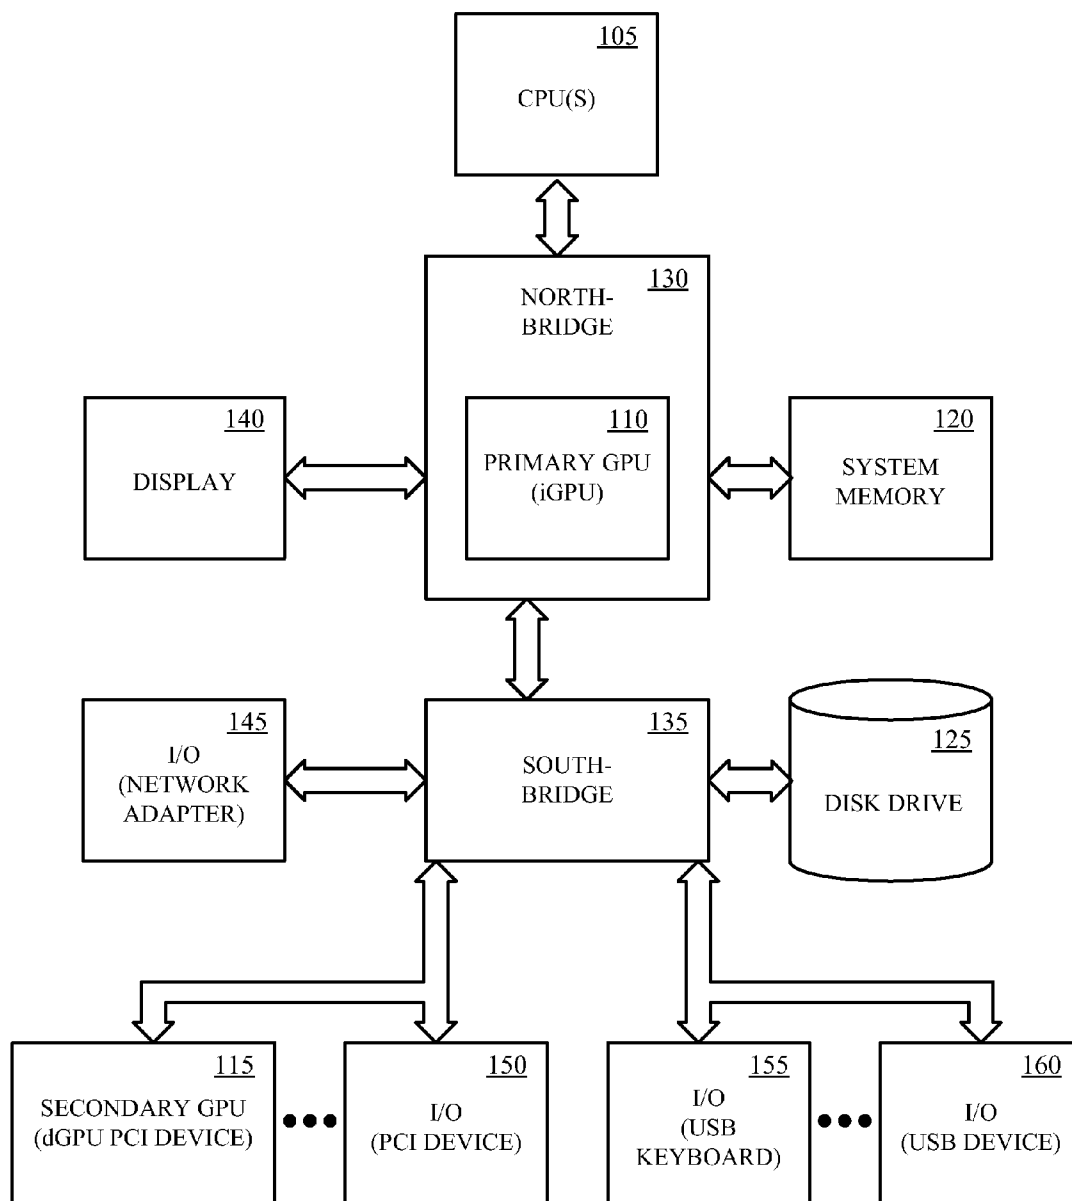 105
CPU(S)
130
NORTH-
BRIDGE
140
DISPLAY
110
PRIMARY GPU
(iGPU)
120
SYSTEM
MEMORY
145
I/O
(NETWORK
ADAPTER)
135
SOUTH-
BRIDGE
125
DISK DRIVE
115
SECONDARY GPU
(dGPU PCI DEVICE)
150
I/O
(PCI DEVICE)
155
I/O
(USB
KEYBOARD)
160
I/O
(USB DEVICE)